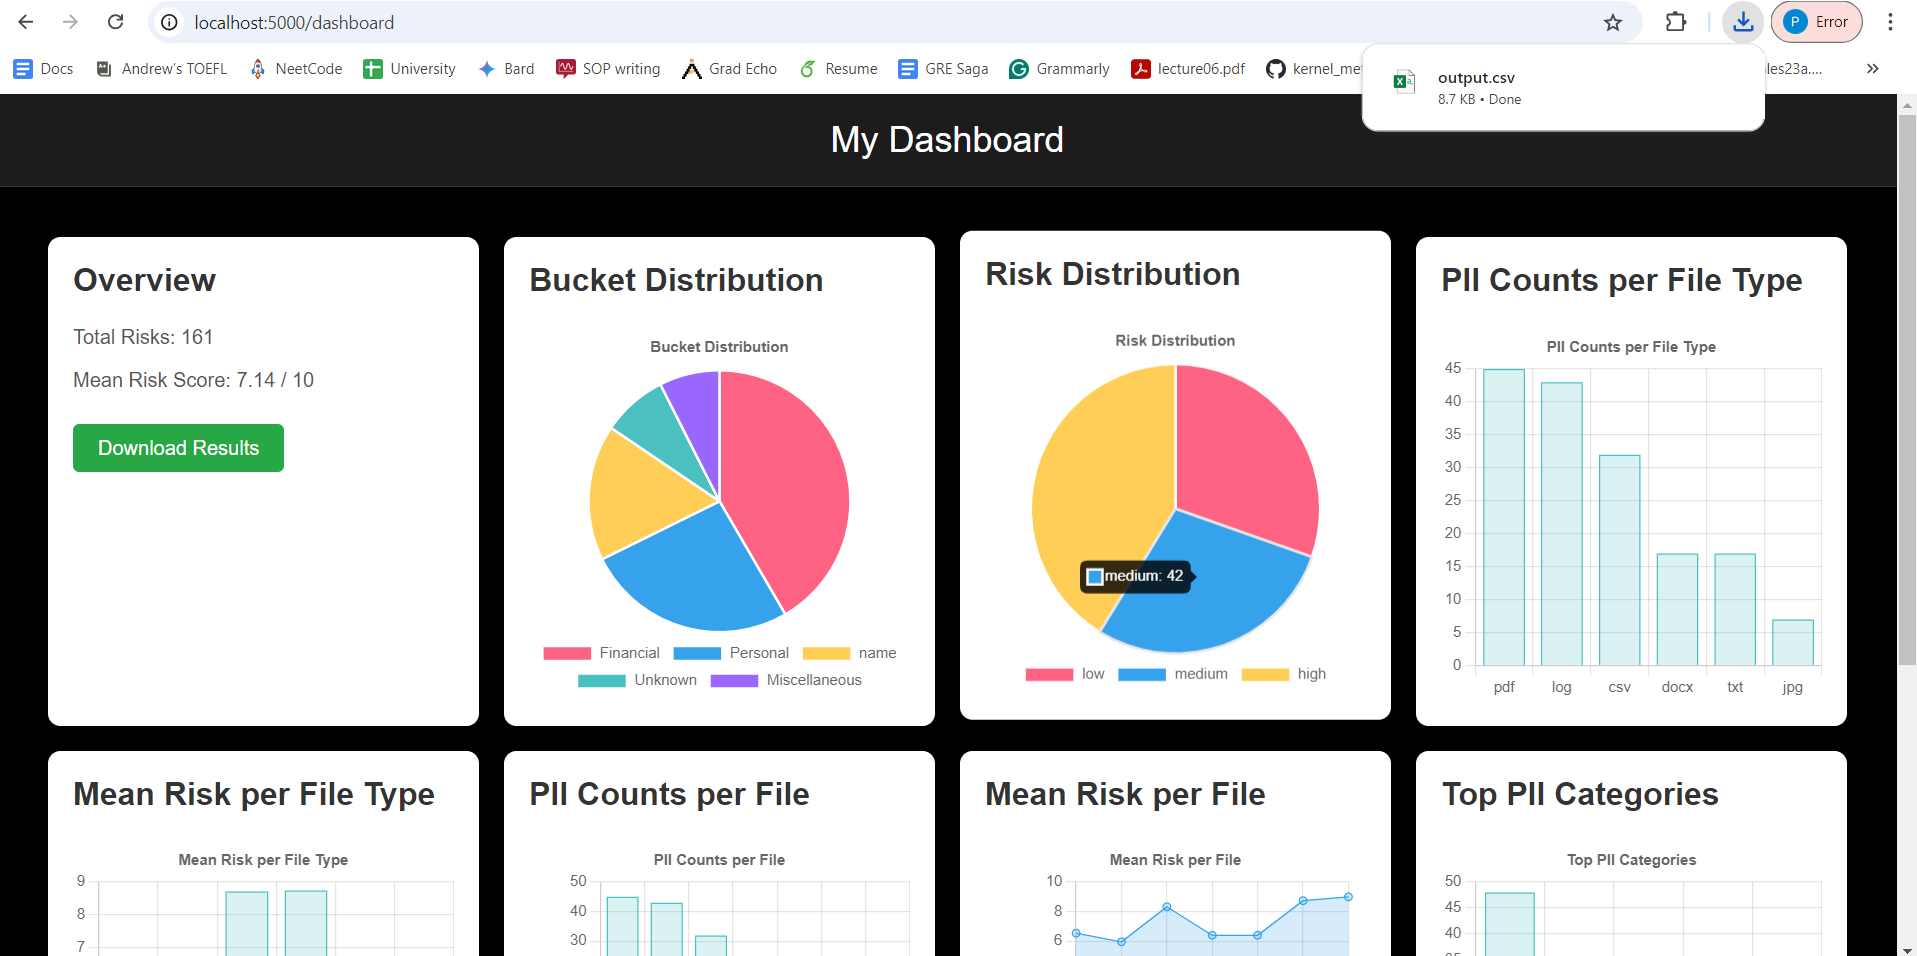 localhost:5000/dashboard
P Error
Docs
Andrew's TOEFL
NeetCode
University
Bard
SOP writing
Grad Echo
Resume
GRE Saga
Grammarly
lecture06.pdf
kernel_me
les23a....
»
output.csv
8.7 KB • Done
My Dashboard
Overview
Total Risks: 161
Mean Risk Score: 7.14 / 10
Download Results
Bucket Distribution
Bucket Distribution
Financial Personal name
Unknown Miscellaneous
Risk Distribution
Risk Distribution
medium: 42
low medium high
PII Counts per File Type
PII Counts per File Type
45
40
35
30
25
20
15
10
5
0
pdf log csv docx txt jpg
Mean Risk per File Type
Mean Risk per File Type
9
8
7
PII Counts per File
PII Counts per File
50
40
30
Mean Risk per File
Mean Risk per File
10
8
6
Top PII Categories
Top PII Categories
50
45
40